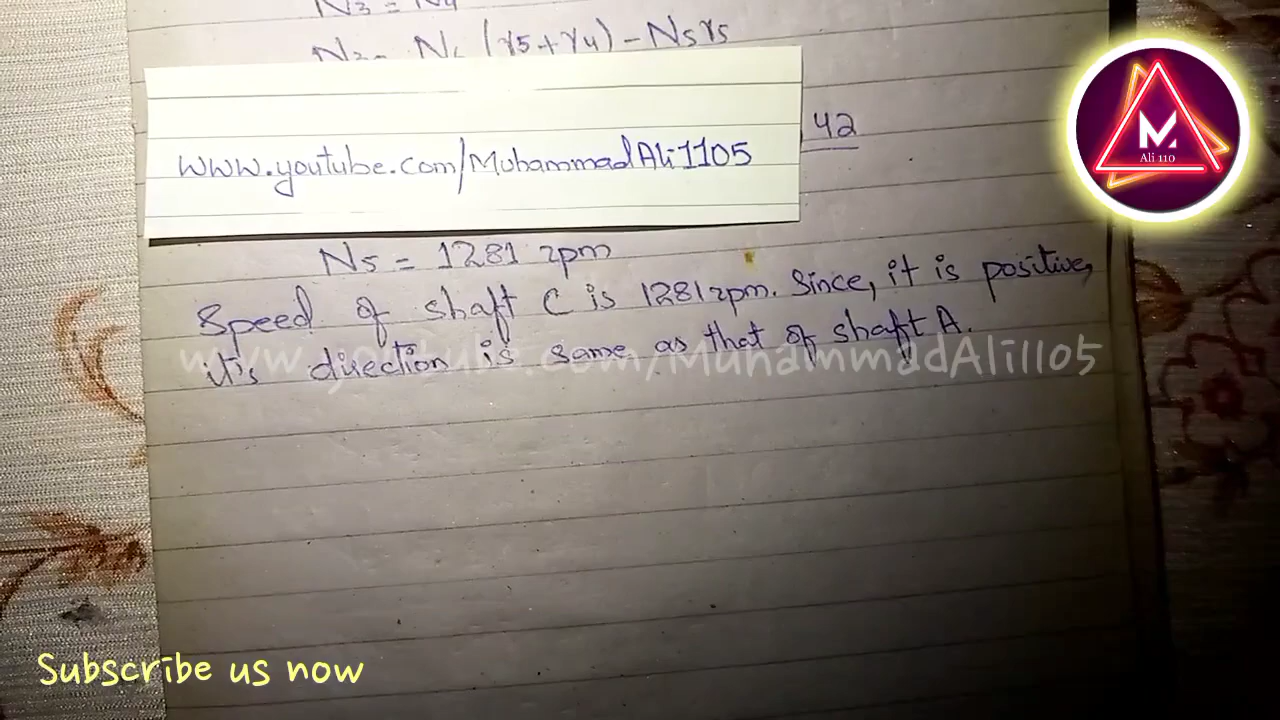 N3 = N4
N3 = N6 (r5+r4) - N5r5
42
www.youtube.com/MuhammadAli1105
M
Ali 110
N5 = 1281 rpm
Speed of shaft C is 1281 rpm. Since, it is positive,
it's direction is same as that of shaft A.
www.youtube.com/MuhammadAli1105
Subscribe us now